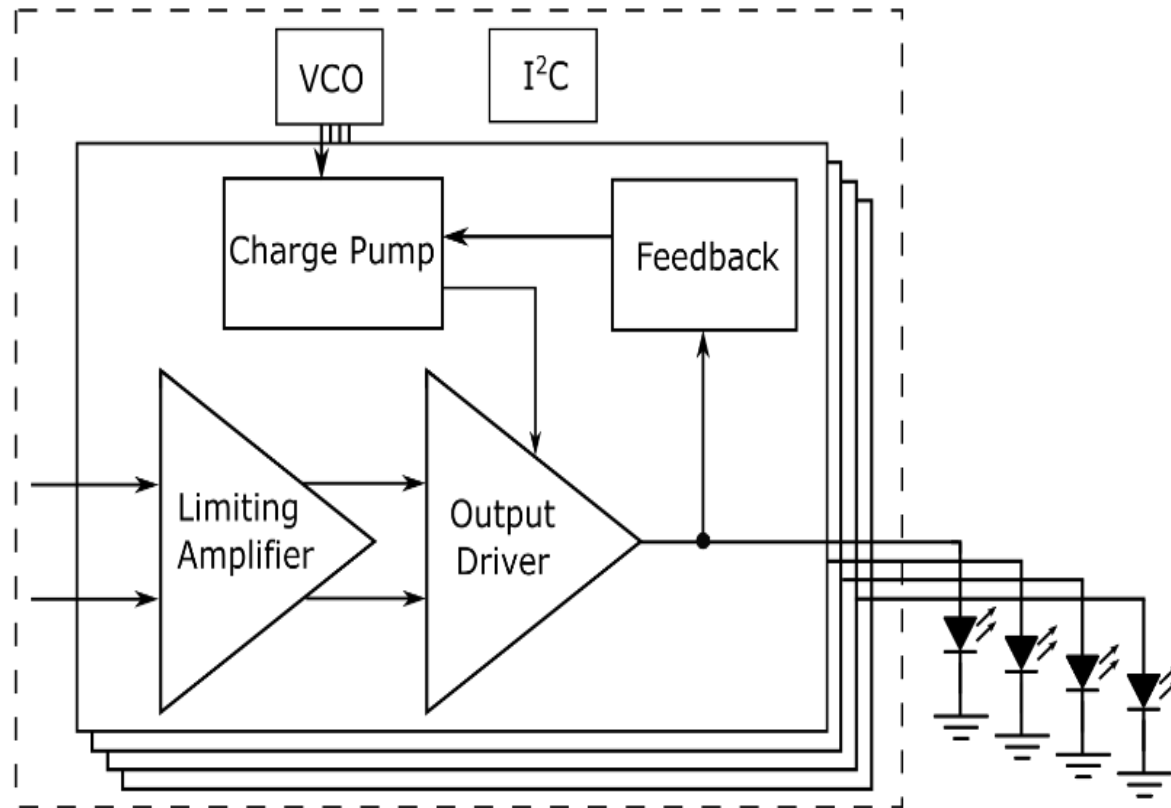 VCO
I²C
Charge Pump
Feedback
Limiting
Amplifier
Output
Driver